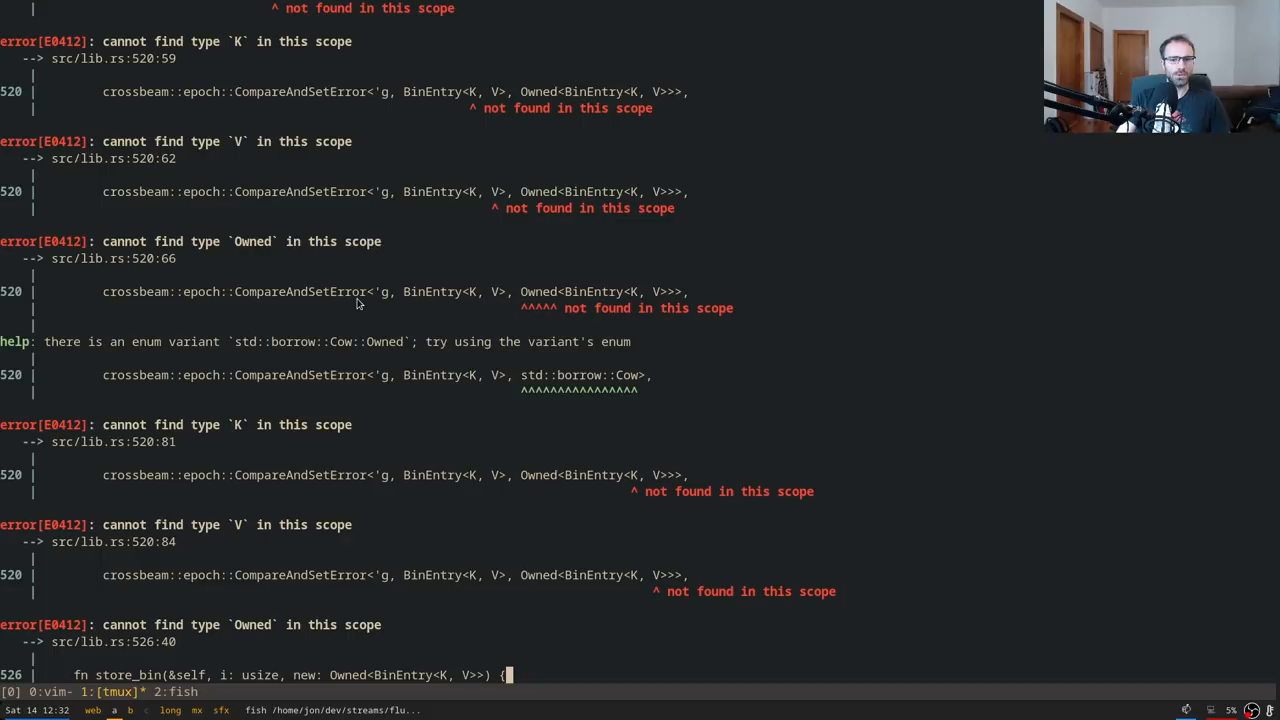 | ^ not found in this scope
error[E0412]: cannot find type `K` in this scope
--> src/lib.rs:520:59
|
520 | crossbeam::epoch::CompareAndSetError<'g, BinEntry<K, V>, Owned<BinEntry<K, V>>>,
| ^ not found in this scope
error[E0412]: cannot find type `V` in this scope
--> src/lib.rs:520:62
|
520 | crossbeam::epoch::CompareAndSetError<'g, BinEntry<K, V>, Owned<BinEntry<K, V>>>,
| ^ not found in this scope
error[E0412]: cannot find type `Owned` in this scope
--> src/lib.rs:520:66
|
520 | crossbeam::epoch::CompareAndSetError<'g, BinEntry<K, V>, Owned<BinEntry<K, V>>>,
| ^^^^^ not found in this scope
|
help: there is an enum variant `std::borrow::Cow::Owned`; try using the variant's enum
|
520 | crossbeam::epoch::CompareAndSetError<'g, BinEntry<K, V>, std::borrow::Cow>,
| ^^^^^^^^^^^^^^^^
error[E0412]: cannot find type `K` in this scope
--> src/lib.rs:520:81
|
520 | crossbeam::epoch::CompareAndSetError<'g, BinEntry<K, V>, Owned<BinEntry<K, V>>>,
| ^ not found in this scope
error[E0412]: cannot find type `V` in this scope
--> src/lib.rs:520:84
|
520 | crossbeam::epoch::CompareAndSetError<'g, BinEntry<K, V>, Owned<BinEntry<K, V>>>,
| ^ not found in this scope
error[E0412]: cannot find type `Owned` in this scope
--> src/lib.rs:526:40
|
526 | fn store_bin(&self, i: usize, new: Owned<BinEntry<K, V>>) {
[0] 0:vim- 1:[tmux]* 2:fish
Sat 14 12:32 web a b c long mx sfx fish /home/jon/dev/streams/flu... 5%